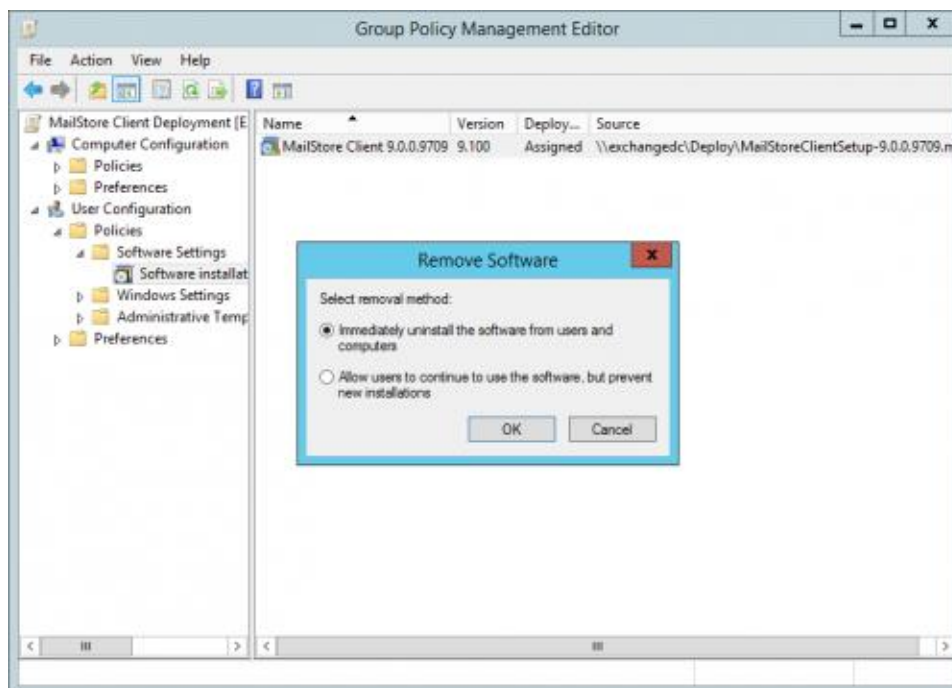 Group Policy Management Editor
File Action View Help
MailStore Client Deployment [E
Computer Configuration
Policies
Preferences
User Configuration
Policies
Software Settings
Software installat
Windows Settings
Administrative Temp
Preferences
Name Version Deploy... Source
MailStore Client 9.0.0.9709 9.100 Assigned \\exchangedc\Deploy\MailStoreClientSetup-9.0.0.9709.m
Remove Software
Select removal method:
Immediately uninstall the software from users and
computers
Allow users to continue to use the software, but prevent
new installations
OK Cancel